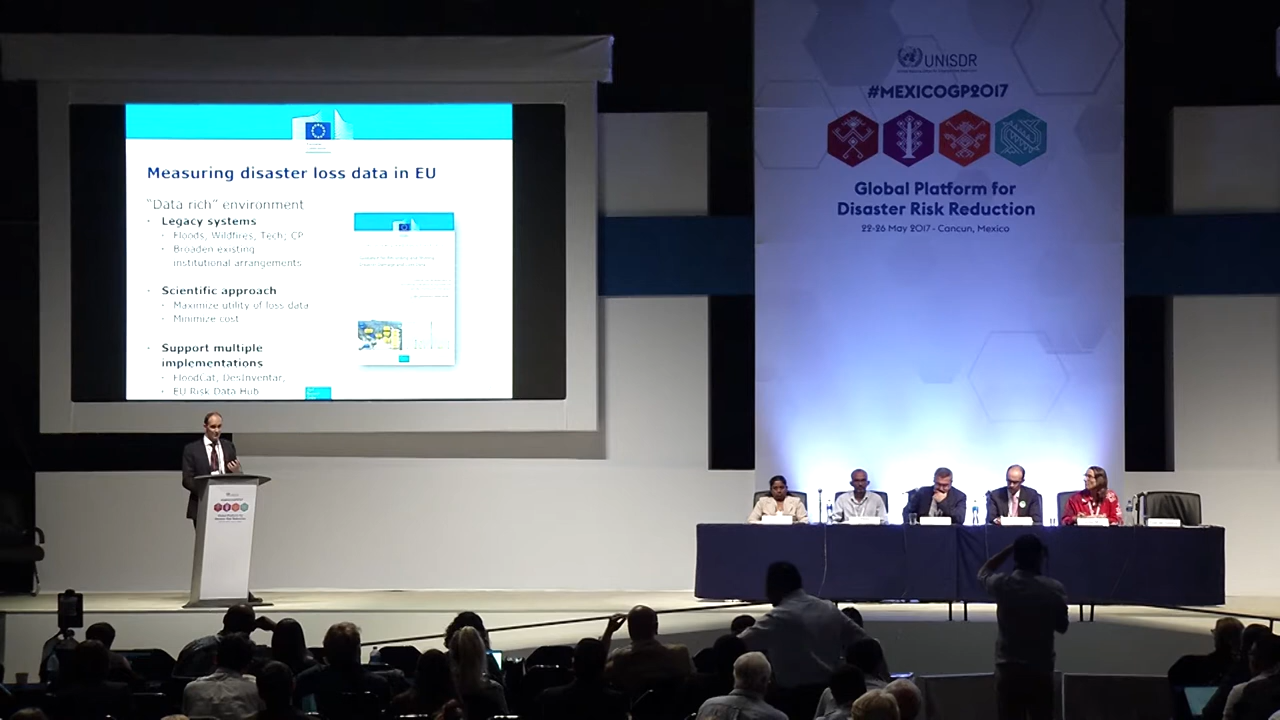 Measuring disaster loss data in EU
"Data rich" environment
· Legacy systems
· Floods, Wildfires, Tech, CP
· Broaden existing
institutional arrangements
· Scientific approach
· Maximize utility of loss data
· Minimize cost
· Support multiple
implementations
· FloodCat, DesInventar,
· EU Risk Data Hub
UNISDR
#MEXICOGP2017
Global Platform for
Disaster Risk Reduction
22-26 May 2017 - Cancun, Mexico